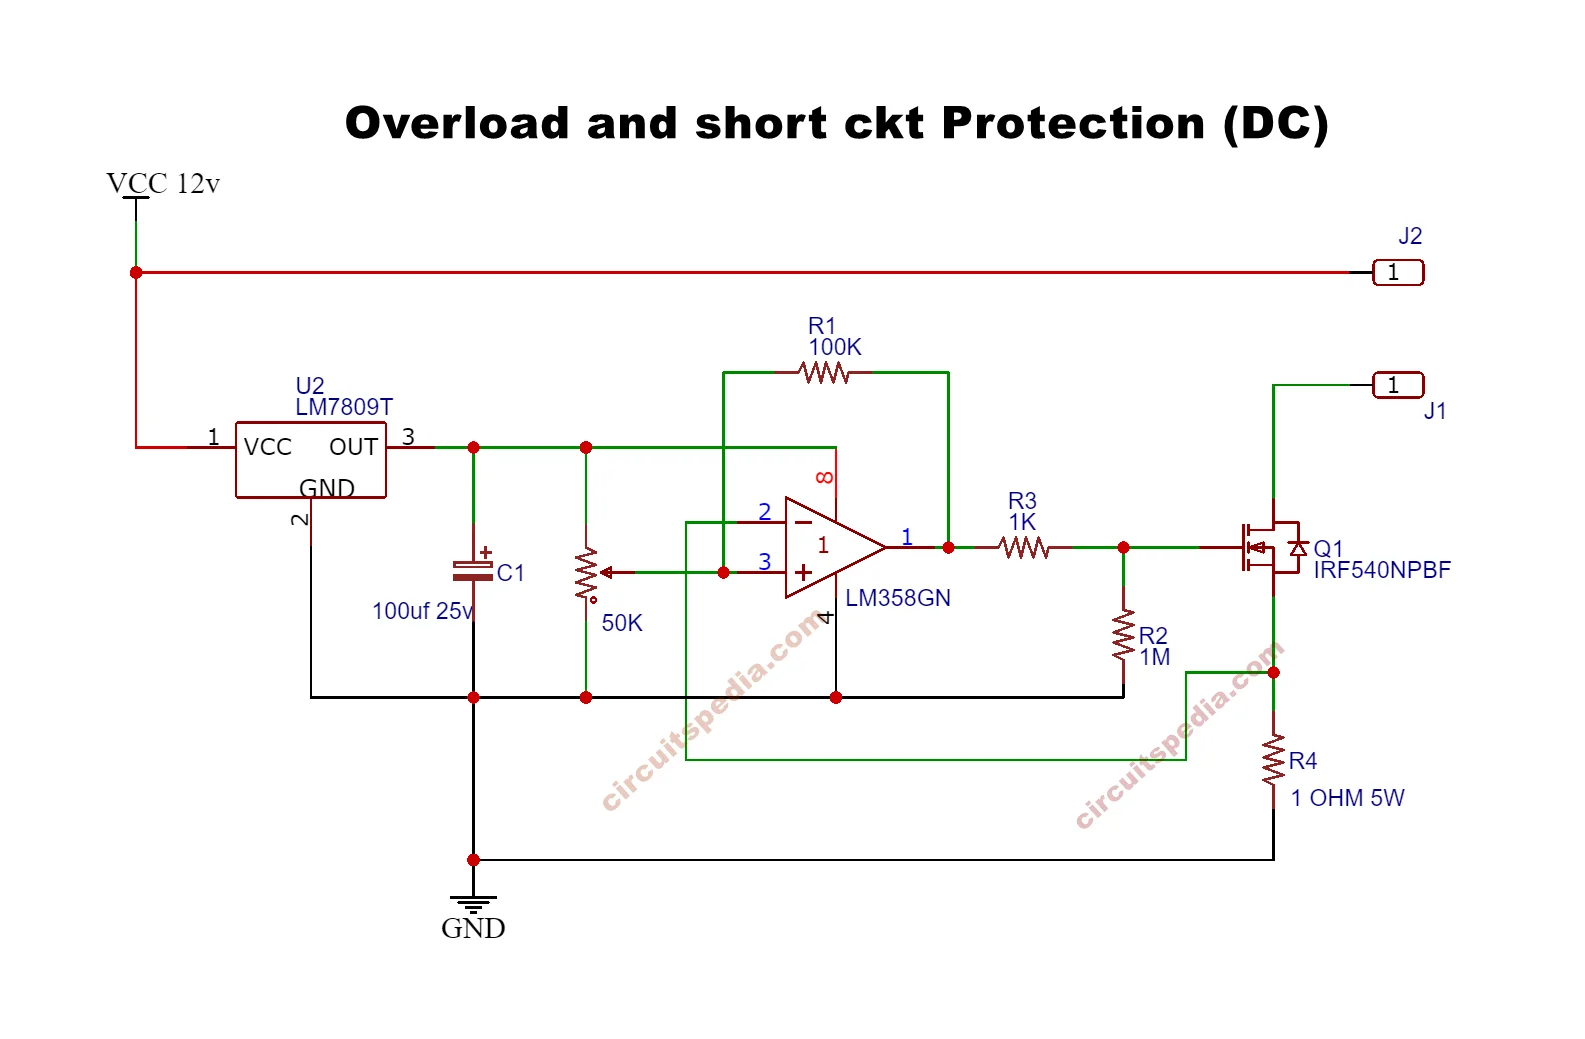 Overload and short ckt Protection (DC)
VCC 12v
J2
1
R1
100K
1
J1
U2
LM7809T
1
VCC
OUT
3
GND
2
8
2
1
3
1
LM358GN
4
R3
1K
Q1
IRF540NPBF
+
C1
100uf 25v
50K
R2
1M
R4
1 OHM 5W
circuitspedia.com
circuitspedia.com
GND